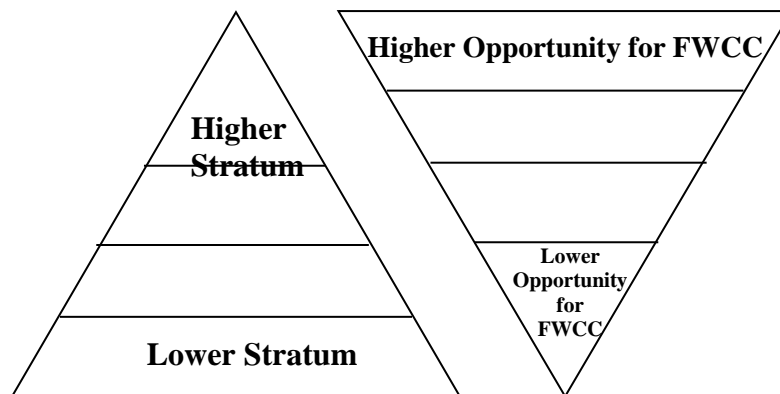 Higher Opportunity for FWCC
Higher
Stratum
Lower
Opportunity
for
FWCC
Lower Stratum